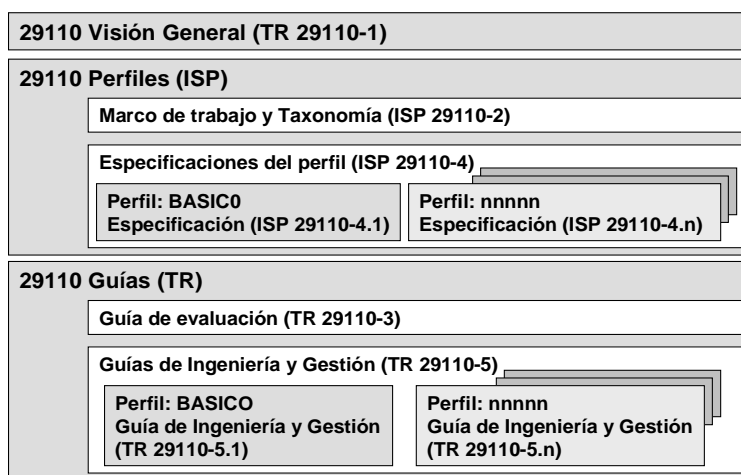 29110 Visión General (TR 29110-1)
29110 Perfiles (ISP)
Marco de trabajo y Taxonomía (ISP 29110-2)
Especificaciones del perfil (ISP 29110-4)
Perfil: BASIC0
Especificación (ISP 29110-4.1)
Perfil: nnnnn
Especificación (ISP 29110-4.n)
29110 Guías (TR)
Guía de evaluación (TR 29110-3)
Guías de Ingeniería y Gestión (TR 29110-5)
Perfil: BASICO
Guía de Ingeniería y Gestión
(TR 29110-5.1)
Perfil: nnnnn
Guía de Ingeniería y Gestión
(TR 29110-5.n)